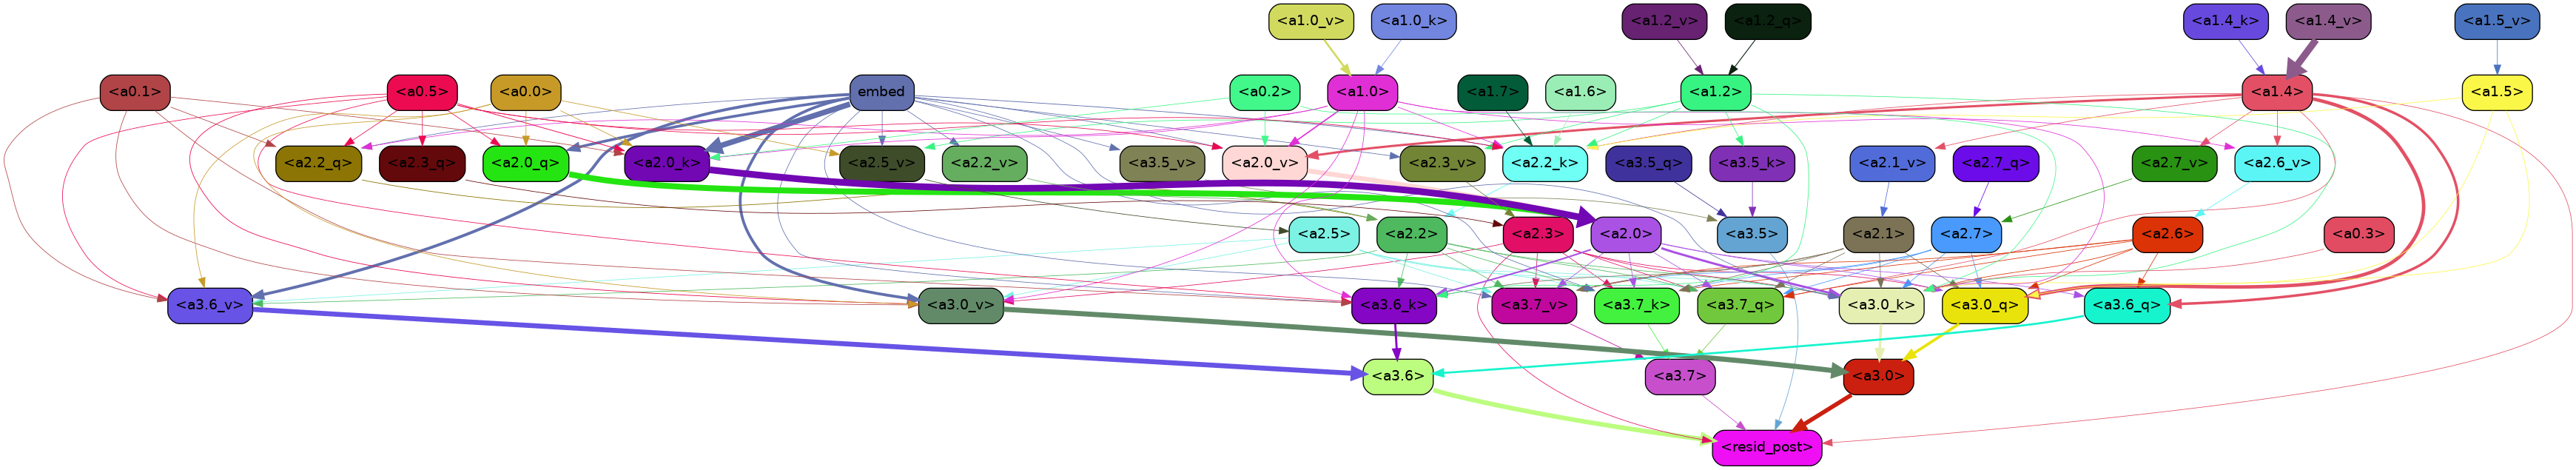 <a1.0_v> <a1.0_k> <a1.2_v> <a1.2_q> <a1.4_k> <a1.4_v> <a1.5_v>
<a0.1> <a0.5> <a0.0> embed <a0.2> <a1.0> <a1.7> <a1.6> <a1.2> <a1.4> <a1.5>
<a2.2_q> <a2.3_q> <a2.0_q> <a2.0_k> <a2.5_v> <a2.2_v> <a3.5_v> <a2.0_v> <a2.3_v> <a2.2_k> <a3.5_q> <a3.5_k> <a2.1_v> <a2.7_q> <a2.7_v> <a2.6_v>
<a2.5> <a2.2> <a2.3> <a2.0> <a3.5> <a2.1> <a2.7> <a2.6> <a0.3>
<a3.6_v> <a3.0_v> <a3.6_k> <a3.7_v> <a3.7_k> <a3.7_q> <a3.0_k> <a3.0_q> <a3.6_q>
<a3.6> <a3.7> <a3.0>
<resid_post>